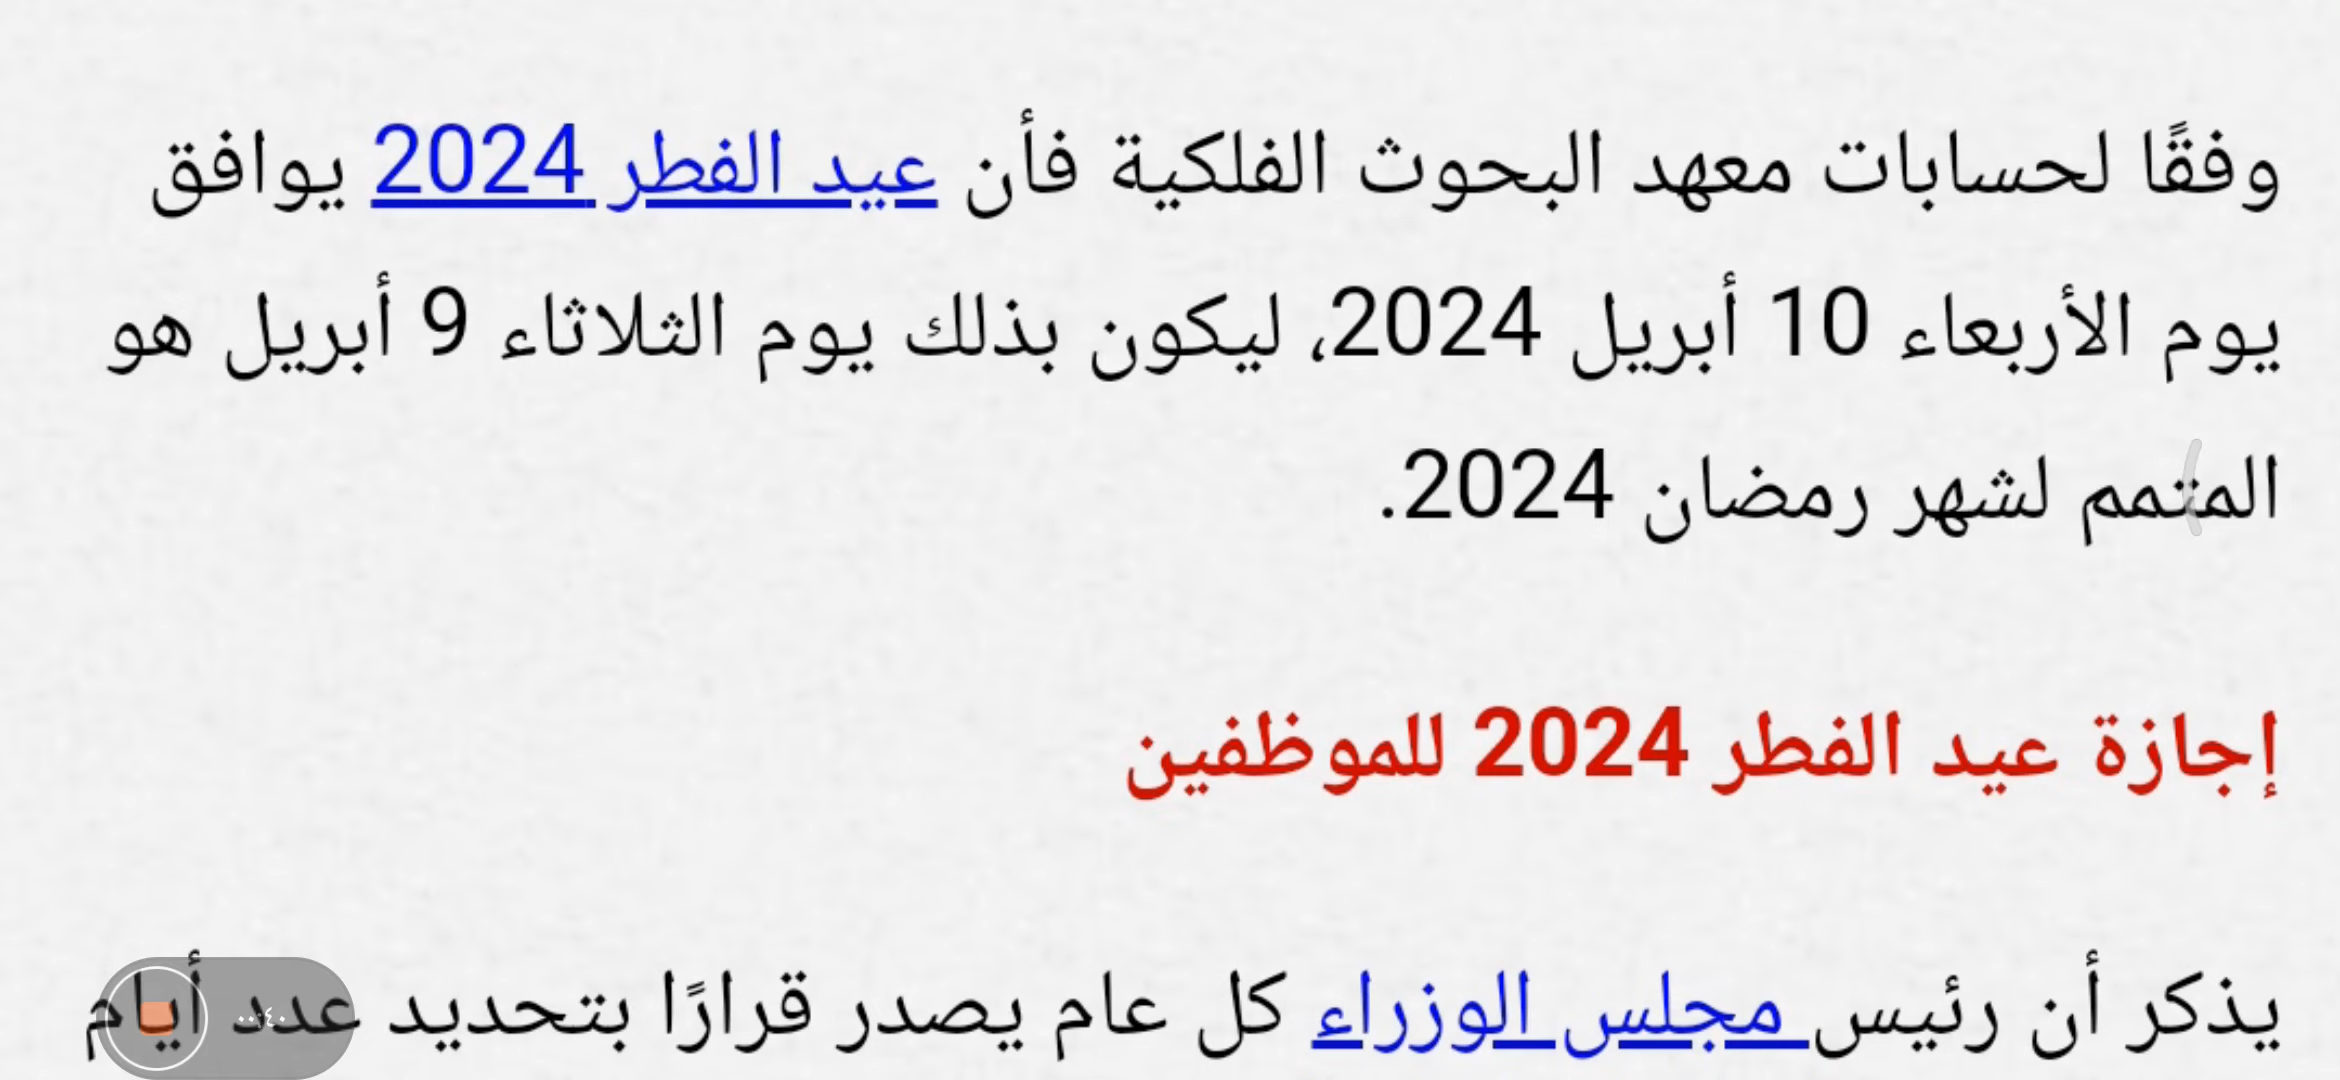 وفقًا لحسابات معهد البحوث الفلكية فأن عيد الفطر 2024 يوافق
يوم الأربعاء 10 أبريل 2024، ليكون بذلك يوم الثلاثاء 9 أبريل هو
المتمم لشهر رمضان 2024.
إجازة عيد الفطر 2024 للموظفين
يذكر أن رئيس مجلس الوزراء كل عام يصدر قرارًا بتحديد عدد أيام
٠٠:٤٠